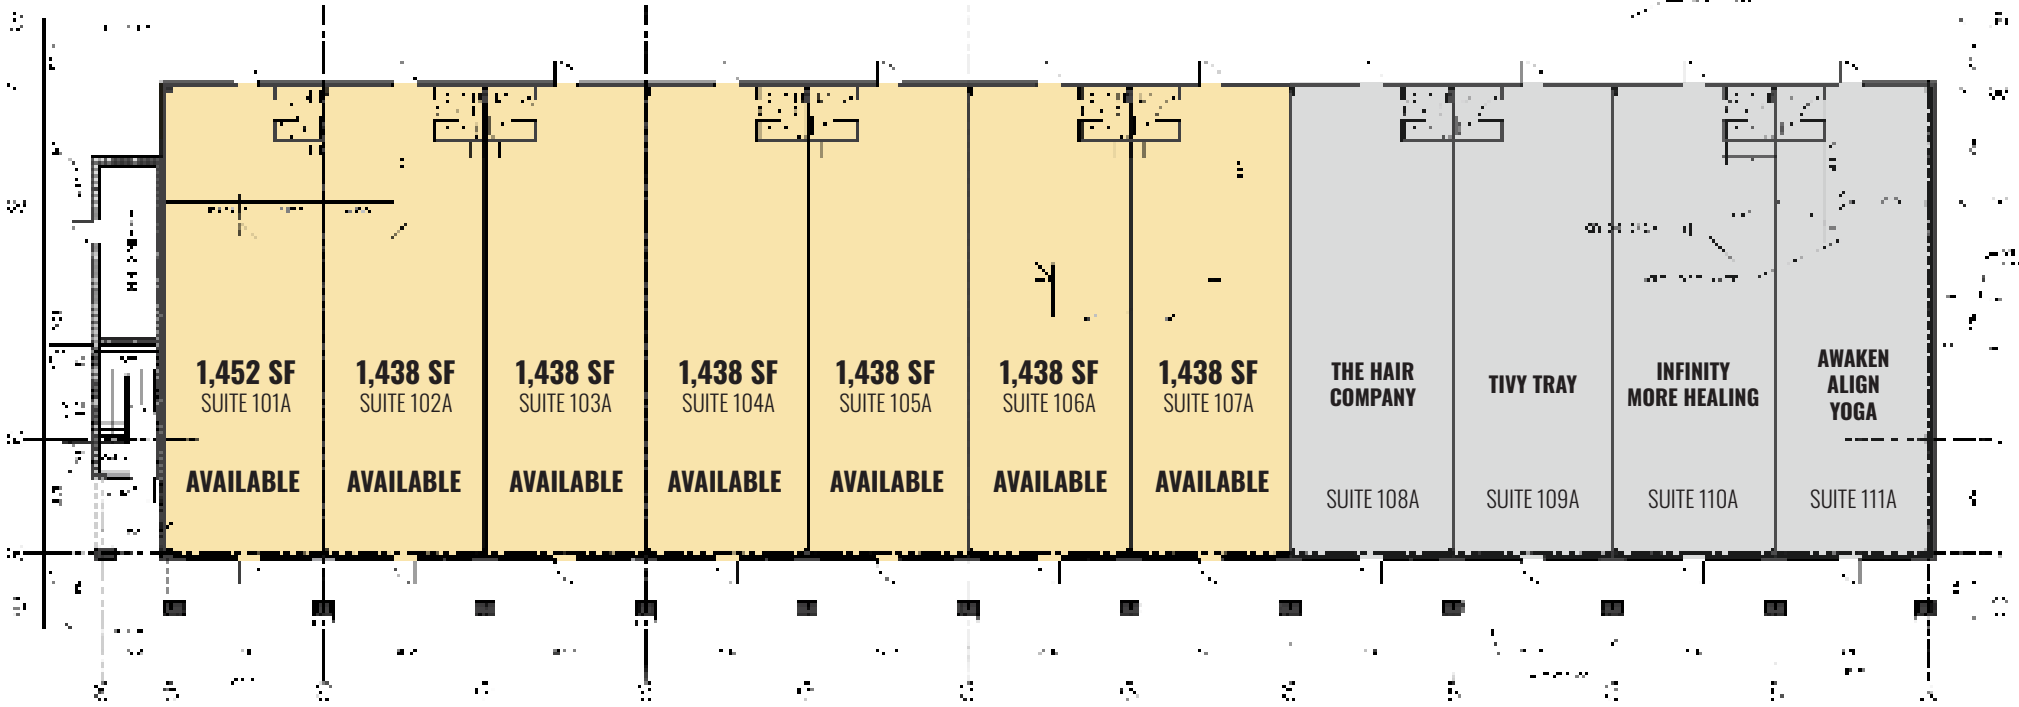 1,452 SF
SUITE 101A
AVAILABLE
1,438 SF
SUITE 102A
AVAILABLE
1,438 SF
SUITE 103A
AVAILABLE
1,438 SF
SUITE 104A
AVAILABLE
1,438 SF
SUITE 105A
AVAILABLE
1,438 SF
SUITE 106A
AVAILABLE
1,438 SF
SUITE 107A
AVAILABLE
THE HAIR
COMPANY
SUITE 108A
TIVY TRAY
SUITE 109A
INFINITY
MORE HEALING
SUITE 110A
AWAKEN
ALIGN
YOGA
SUITE 111A